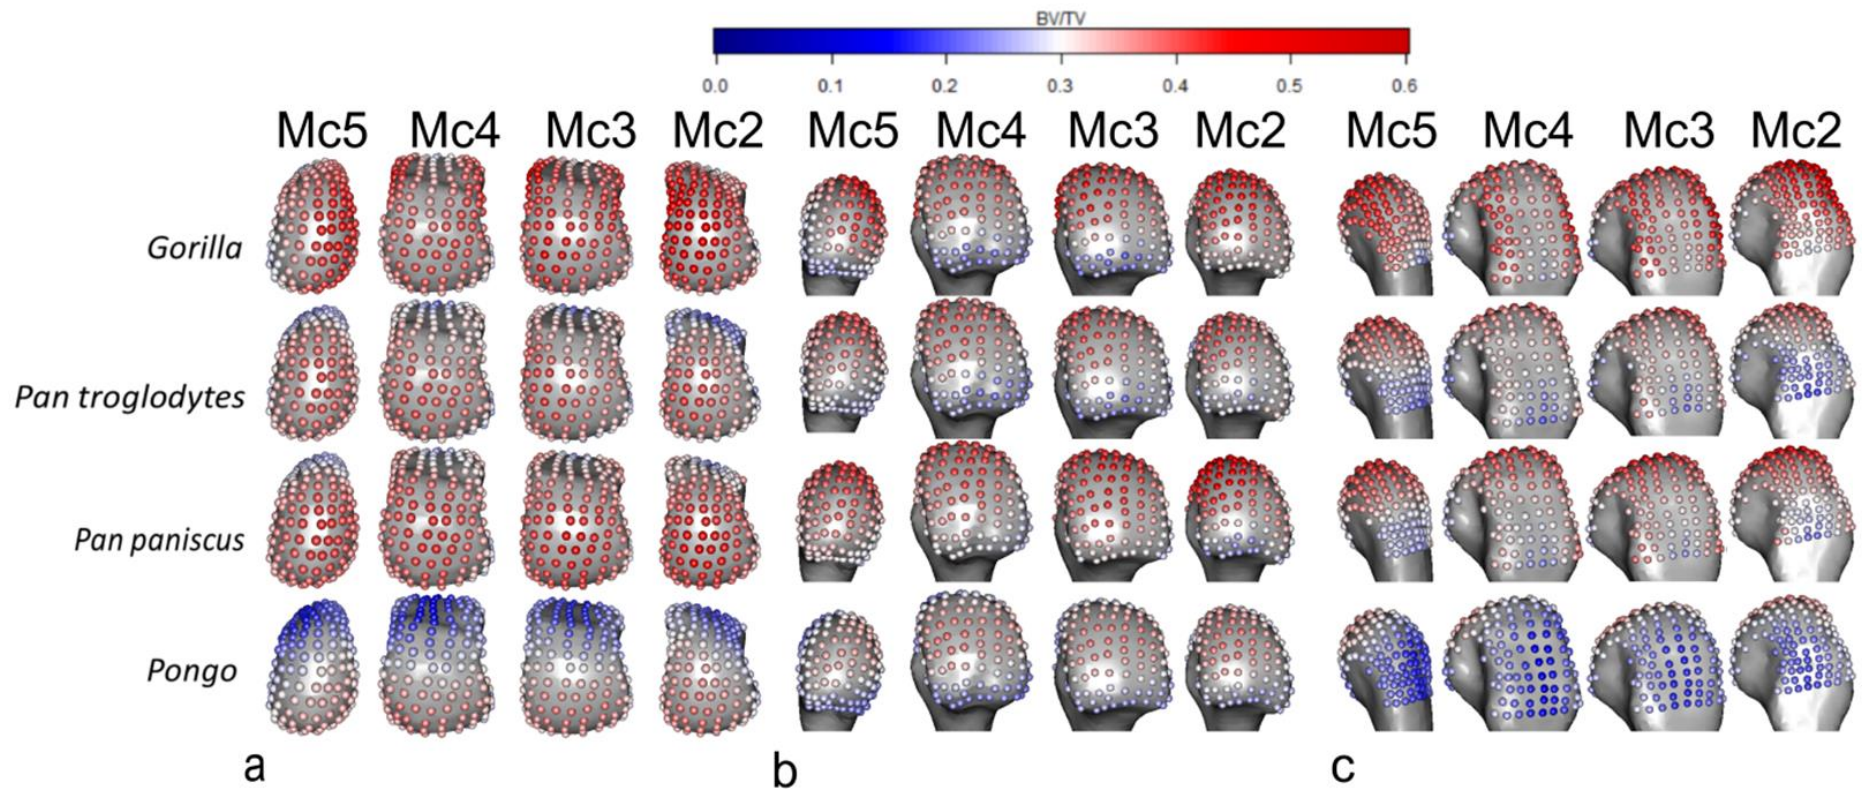 BV/TV
0.0 0.1 0.2 0.3 0.4 0.5 0.6
Mc5 Mc4 Mc3 Mc2 Mc5 Mc4 Mc3 Mc2 Mc5 Mc4 Mc3 Mc2
Gorilla
Pan troglodytes
Pan paniscus
Pongo
a b c